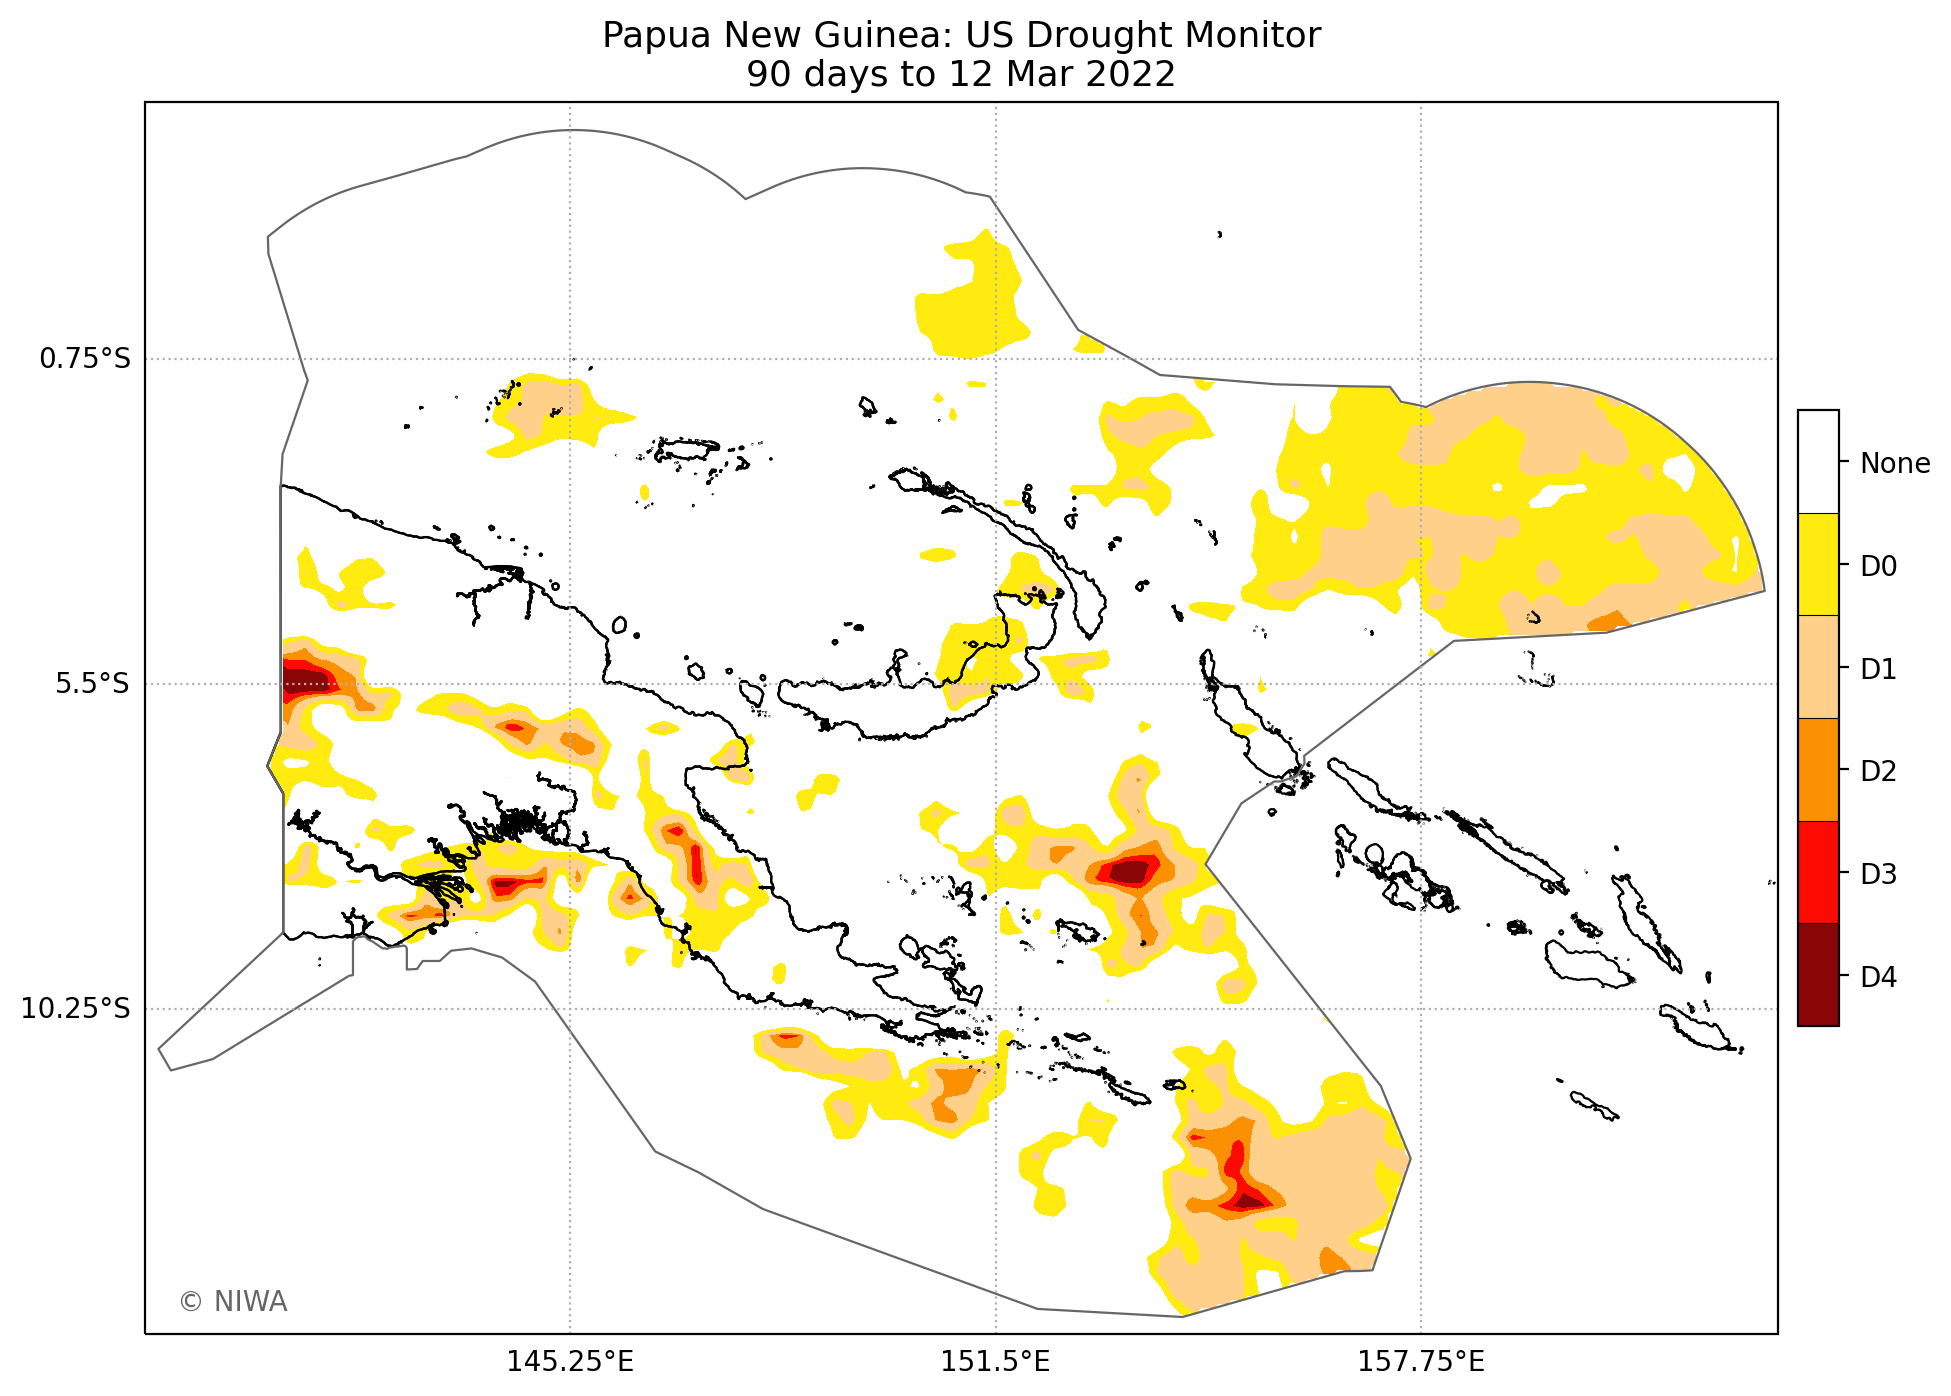 Papua New Guinea: US Drought Monitor
90 days to 12 Mar 2022
0.75°S
5.5°S
10.25°S
145.25°E
151.5°E
157.75°E
None
D0
D1
D2
D3
D4
© NIWA